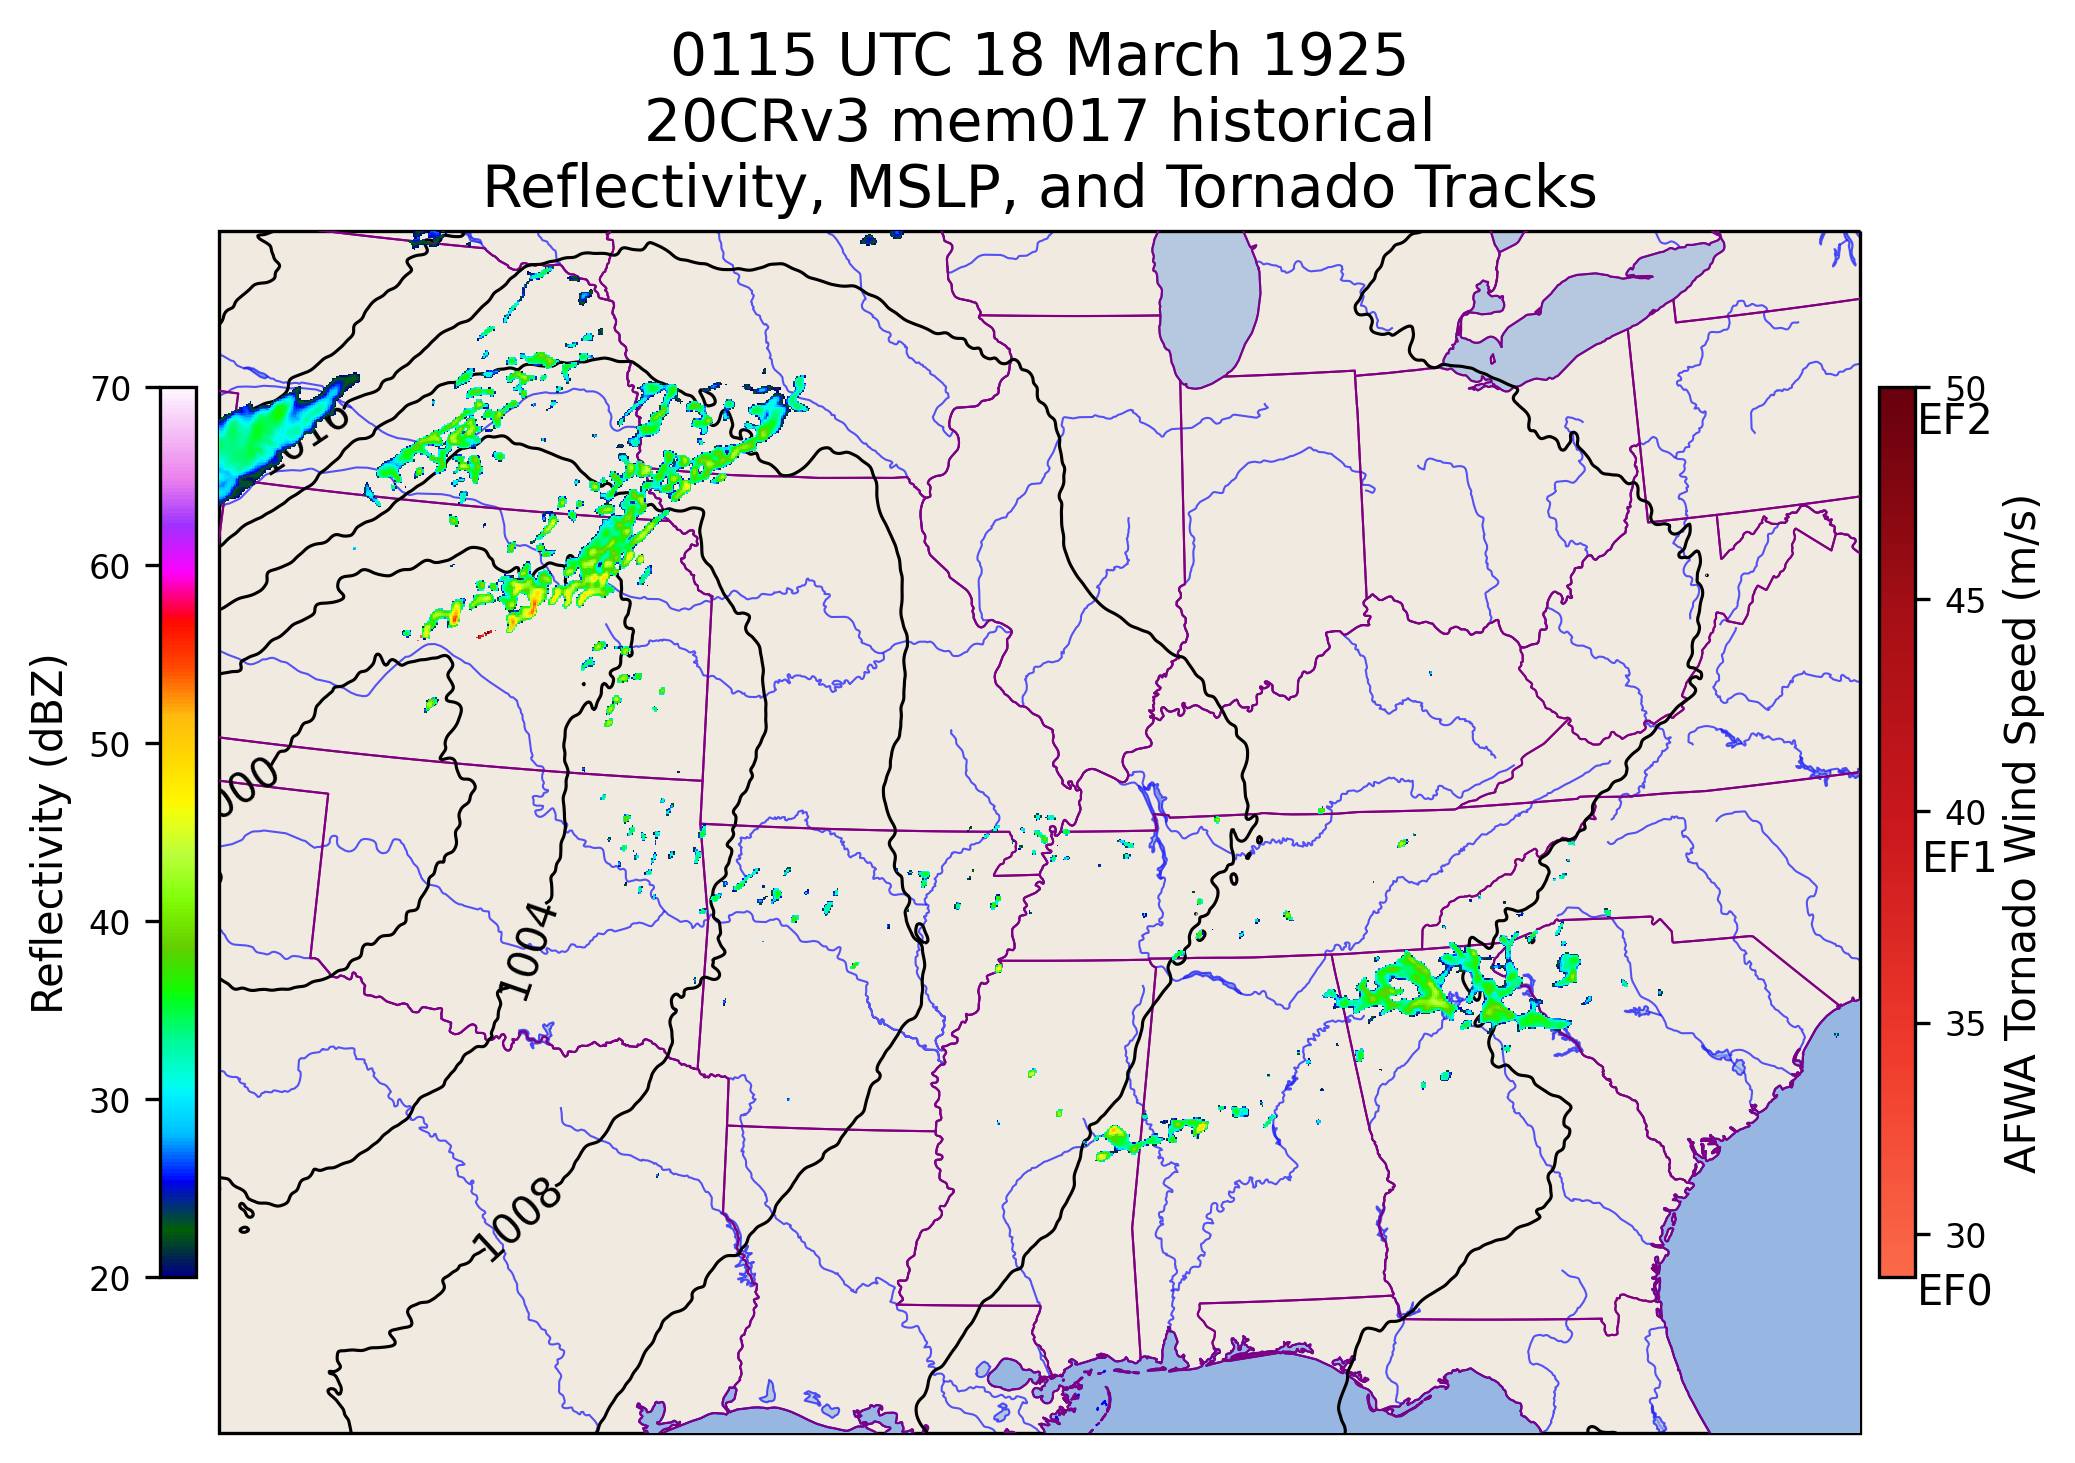 0115 UTC 18 March 1925
20CRv3 mem017 historical
Reflectivity, MSLP, and Tornado Tracks
Reflectivity (dBZ)
70
60
50
40
30
20
1016
1000
1004
1008
50
EF2
45
40
EF1
35
30
EF0
AFWA Tornado Wind Speed (m/s)